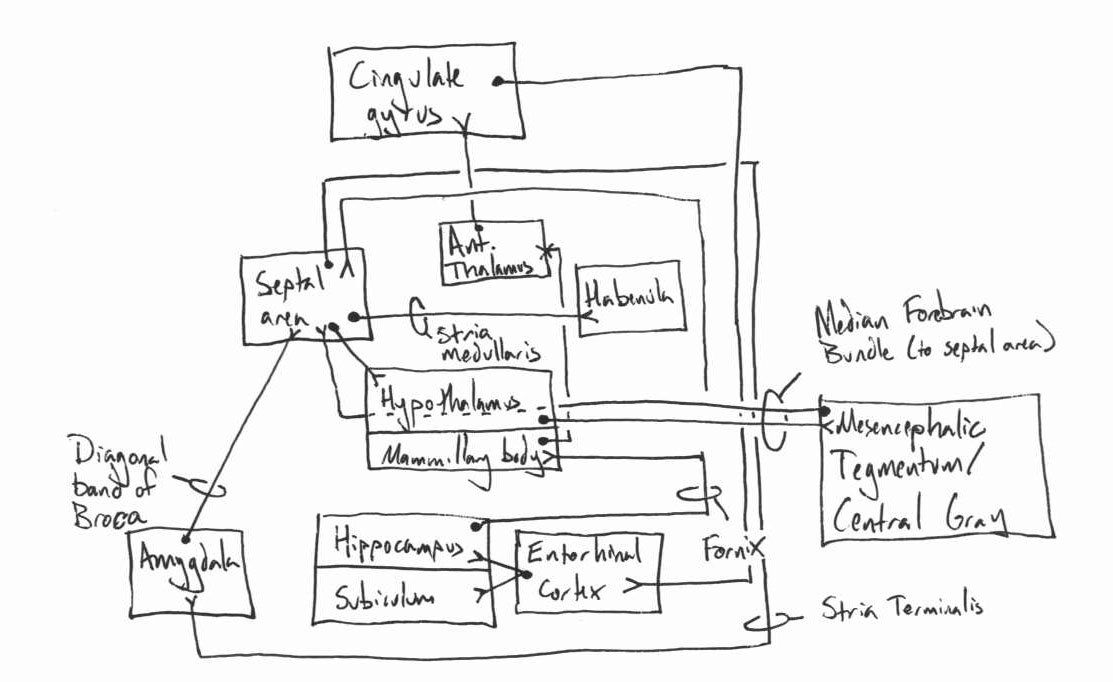 Cingulate
gyrus
Ant.
Thalamus
Septal
area
Habenula
stria
medullaris
Median Forebrain
Bundle (to septal area)
Hypothalamus
Mammillary body
Mesencephalic
Tegmentum/
Central Gray
Diagonal
band of
Broca
Amygdala
Hippocampus
Subiculum
Entorhinal
Cortex
Fornix
Stria Terminalis